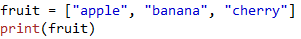 fruit = ["apple", "banana", "cherry"]
print(fruit)